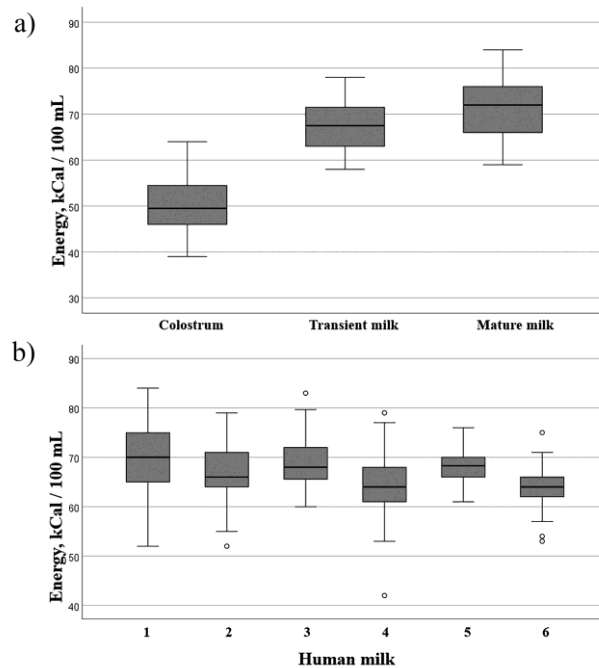 a)
Energy, kCal / 100 mL
90
80
70
60
50
40
30
Colostrum Transient milk Mature milk
b)
Energy, kCal / 100 mL
90
80
70
60
50
40
1 2 3 4 5 6
Human milk